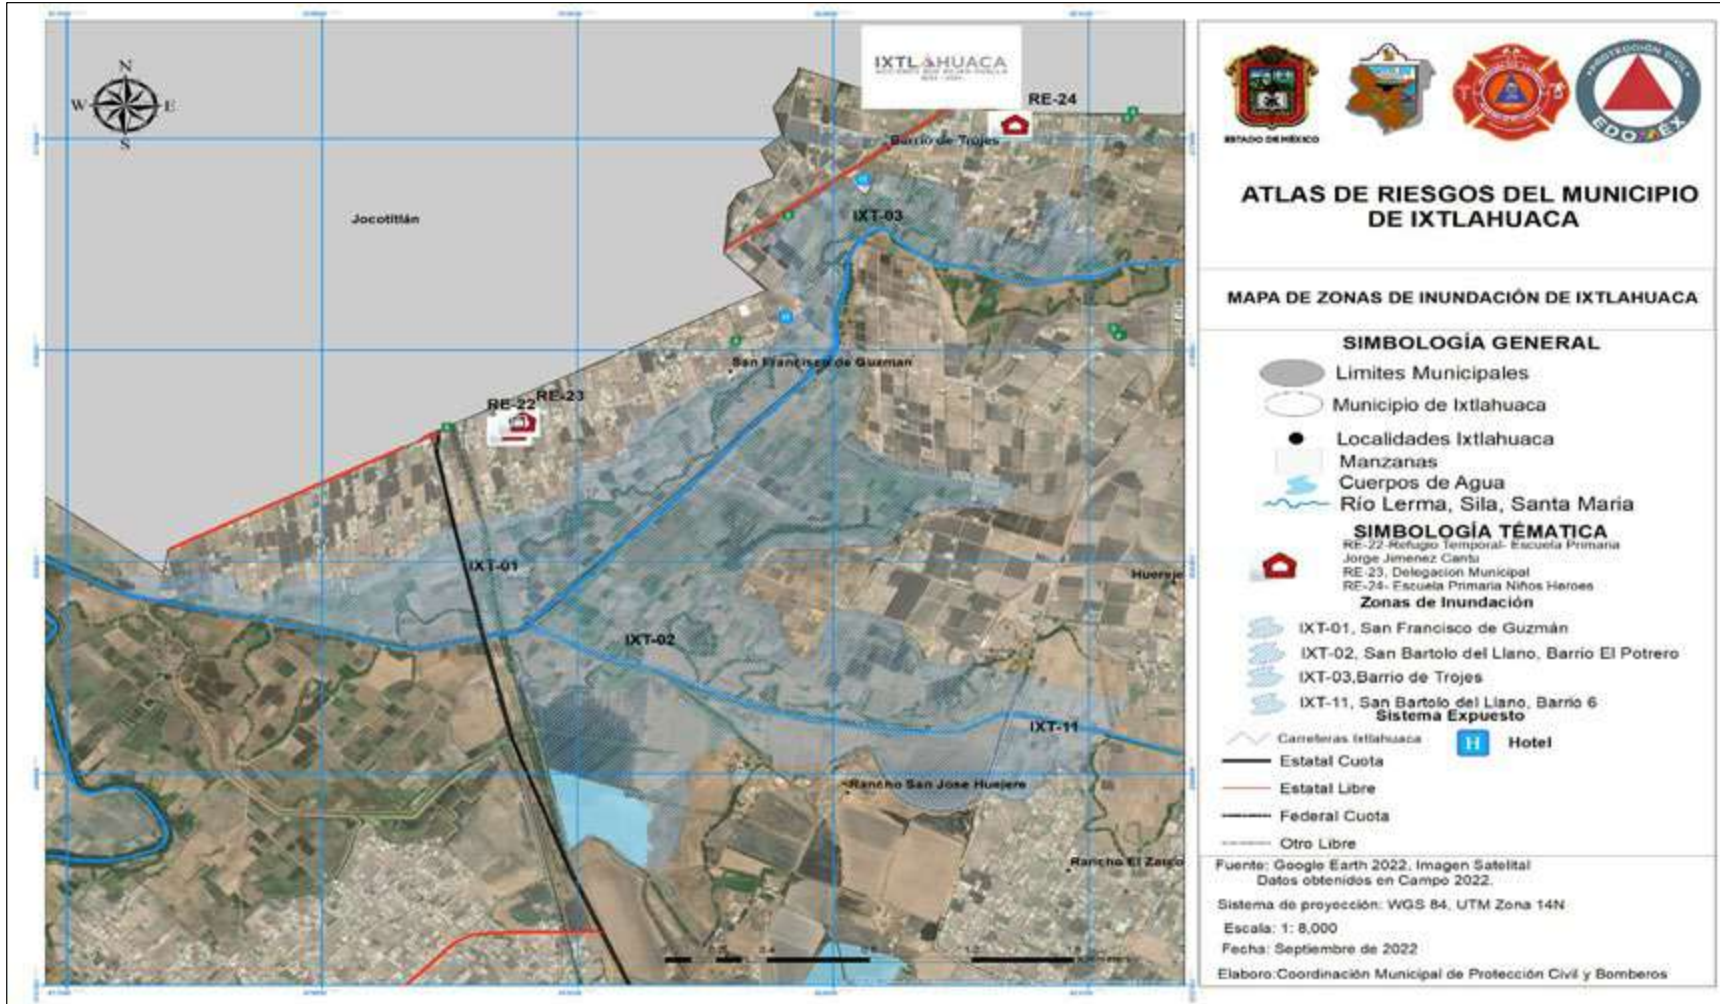 N
W E
S
IXTLAHUACA
RE-24
Barrio de Trojes
Jocotitlán
IXT-03
San Francisco de Guzman
RE-22
RE-23
IXT-01
Huereje
IXT-02
IXT-11
Rancho San Jose Huejere
Rancho El Zaico
ESTADO DE MÉXICO
PROTECCIÓN CIVIL
EDOMÉX
ATLAS DE RIESGOS DEL MUNICIPIO
DE IXTLAHUACA
MAPA DE ZONAS DE INUNDACIÓN DE IXTLAHUACA
SIMBOLOGÍA GENERAL
Limites Municipales
Municipio de Ixtlahuaca
Localidades Ixtlahuaca
Manzanas
Cuerpos de Agua
Río Lerma, Sila, Santa Maria
SIMBOLOGÍA TÉMATICA
RE-22-Refugio Temporal- Escuela Primaria
Jorge Jimenez Cantu
RE-23, Delegacion Municipal
RE-24- Escuela Primaria Niños Heroes
Zonas de Inundación
IXT-01, San Francisco de Guzmán
IXT-02, San Bartolo del Llano, Barrio El Potrero
IXT-03,Barrio de Trojes
IXT-11, San Bartolo del Llano, Barrio 6
Sistema Expuesto
Carreteras Ixtlahuaca
H Hotel
Estatal Cuota
Estatal Libre
Federal Cuota
Otro Libre
Fuente: Google Earth 2022, Imagen Satelital
Datos obtenidos en Campo 2022.
Sistema de proyección: WGS 84, UTM Zona 14N
Escala: 1: 8,000
Fecha: Septiembre de 2022
Elaboro:Coordinación Municipal de Protección Civil y Bomberos